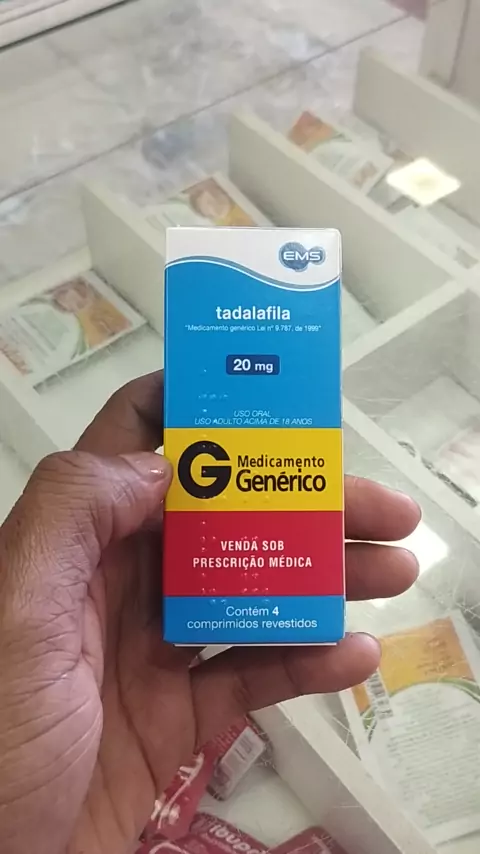 EMS
tadalafila
"Medicamento genérico Lei nº 9.787, de 1999"
20 mg
USO ORAL
USO ADULTO ACIMA DE 18 ANOS
G Medicamento
Genérico
VENDA SOB
PRESCRIÇÃO MÉDICA
Contém 4
comprimidos revestidos